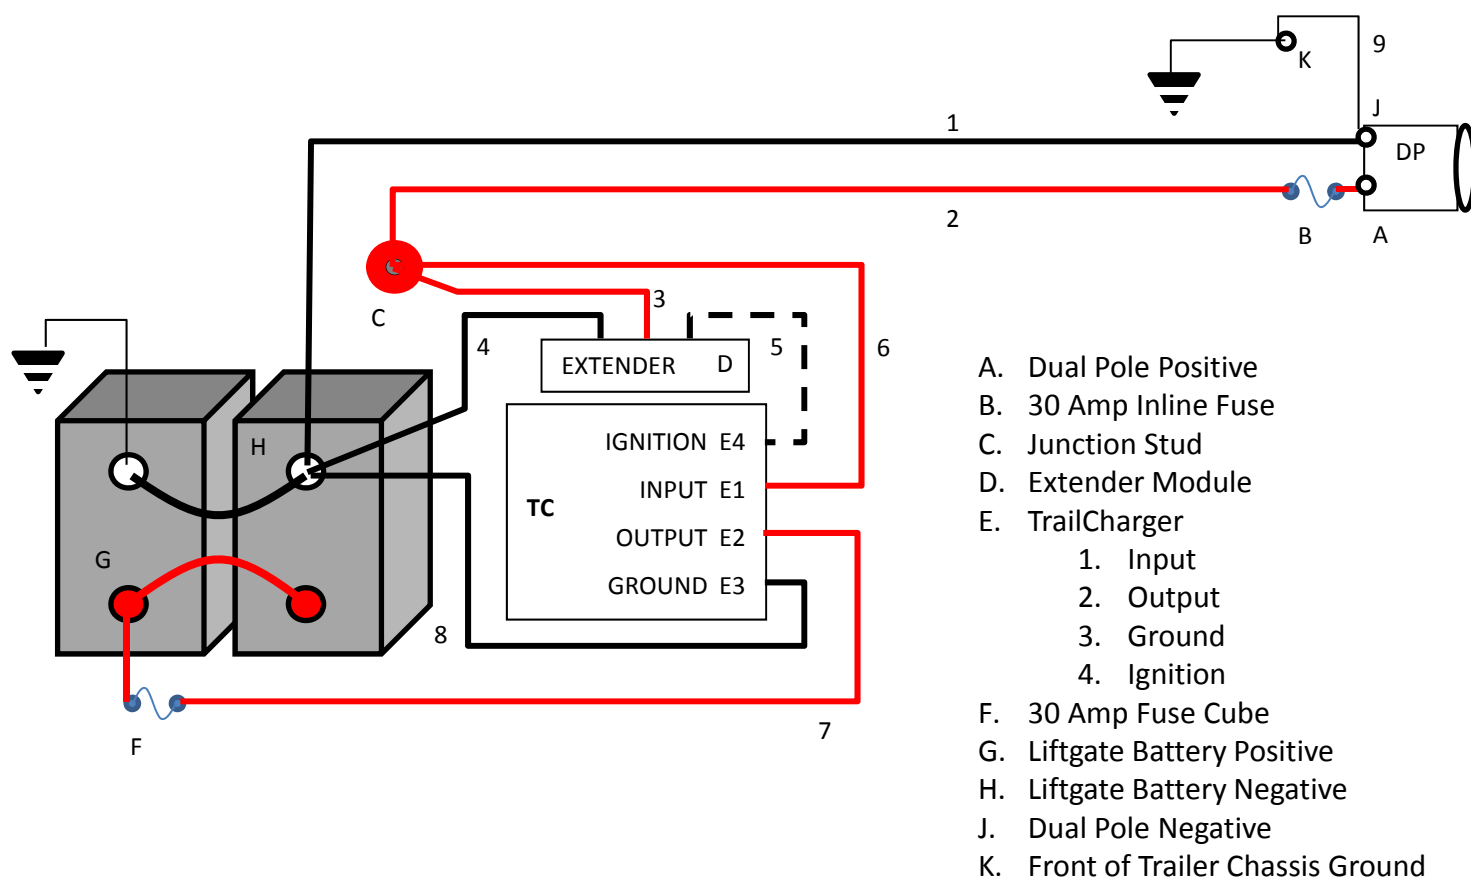 9
K
J
1
DP
2
B
A
C
3
4
5
6
EXTENDER D
H
IGNITION E4
INPUT E1
TC
OUTPUT E2
G
GROUND E3
8
7
F
A. Dual Pole Positive
B. 30 Amp Inline Fuse
C. Junction Stud
D. Extender Module
E. TrailCharger
1. Input
2. Output
3. Ground
4. Ignition
F. 30 Amp Fuse Cube
G. Liftgate Battery Positive
H. Liftgate Battery Negative
J. Dual Pole Negative
K. Front of Trailer Chassis Ground